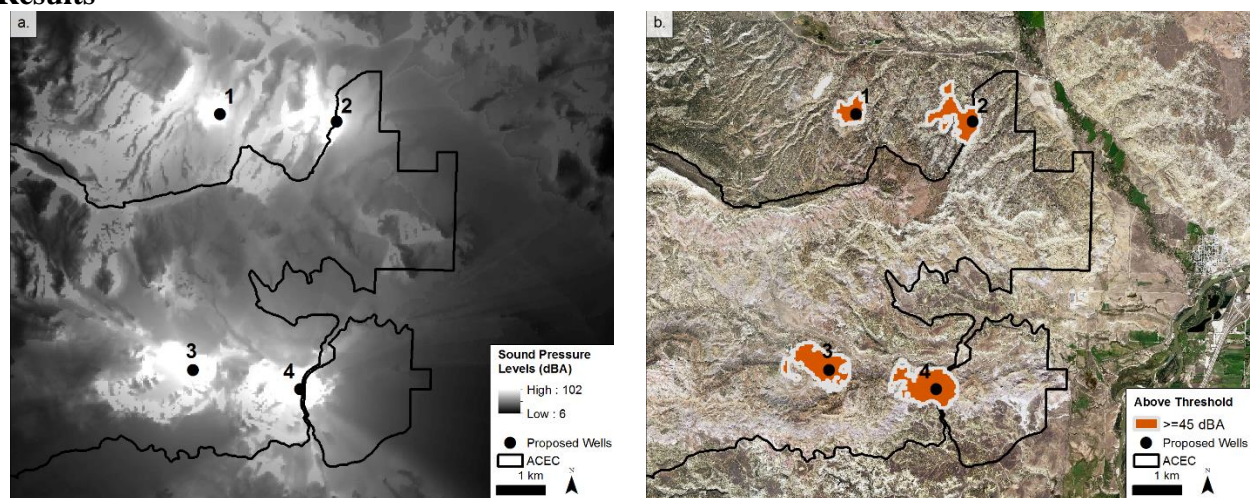 Results
a.
1
2
3
4
Sound Pressure
Levels (dBA)
High : 102
Low : 6
Proposed Wells
ACEC
1 km
N
b.
1
2
3
4
Above Threshold
>=45 dBA
Proposed Wells
ACEC
1 km
N